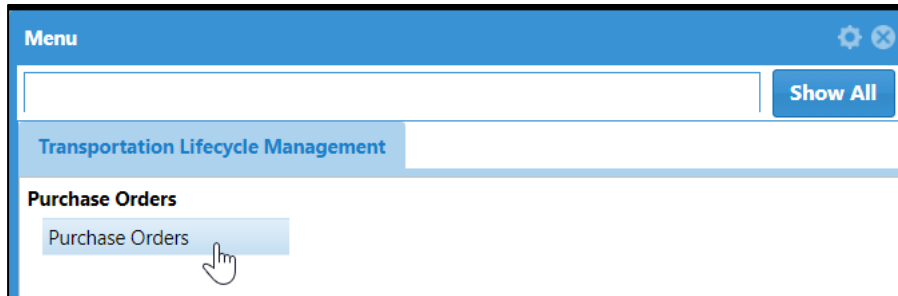 Menu
Show All
Transportation Lifecycle Management
Purchase Orders
Purchase Orders